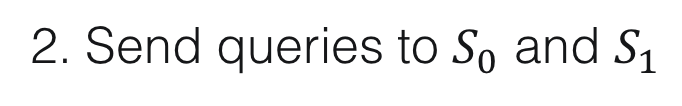 2. Send queries to S₀ and S₁